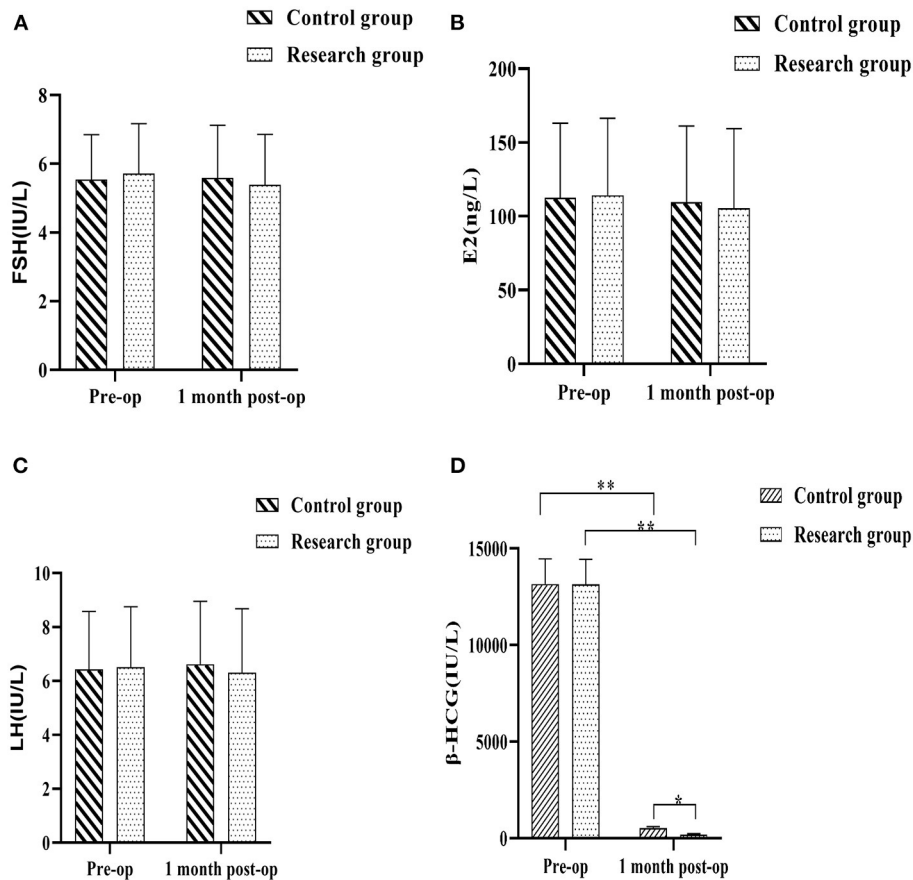 A
Control group
Research group
FSH(IU/L)
8
6
4
2
0
Pre-op
1 month post-op
B
Control group
Research group
E2(ng/L)
200
150
100
50
0
Pre-op
1 month post-op
C
Control group
Research group
LH(IU/L)
10
8
6
4
2
0
Pre-op
1 month post-op
D
Control group
Research group
**
**
β-HCG(IU/L)
15000
10000
5000
0
*
Pre-op
1 month post-op